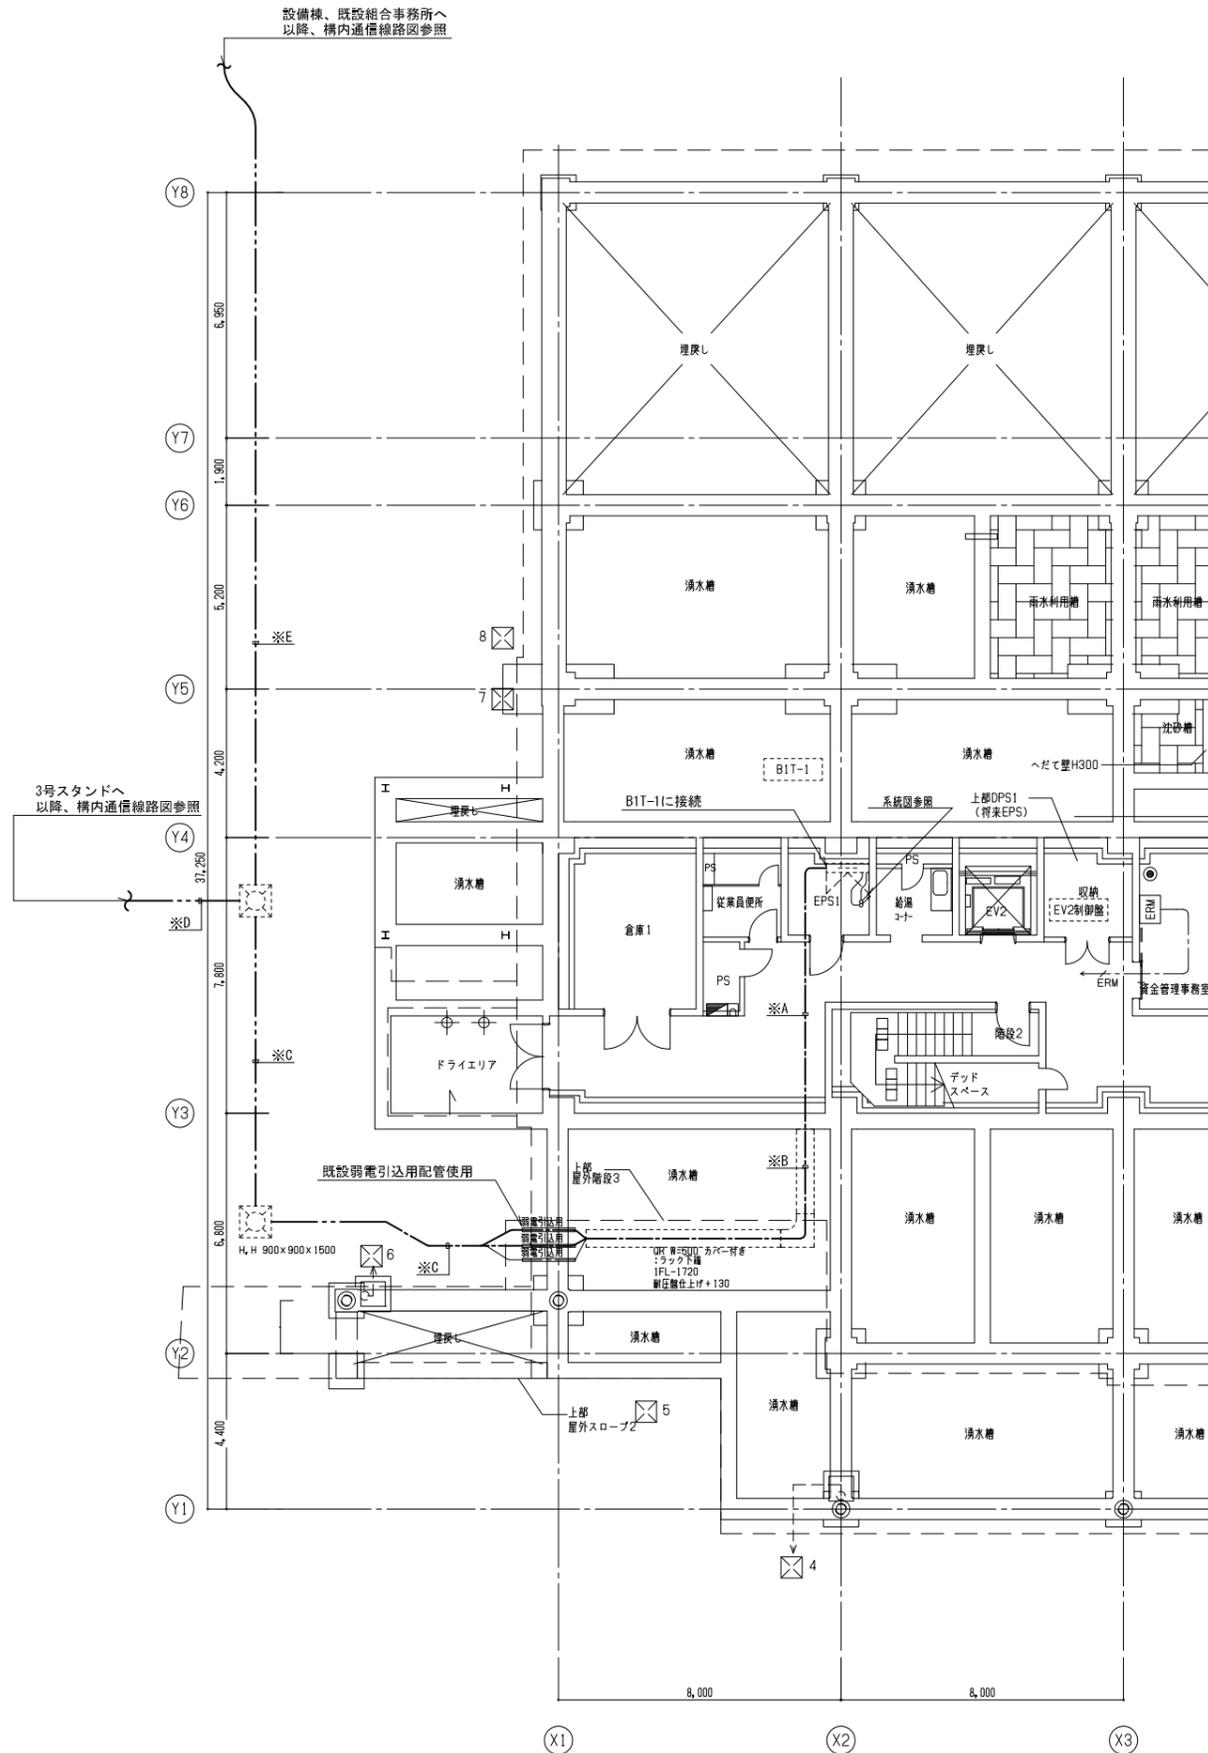 設備棟、既設組合事務所へ
以降、構内通信線路図参照
Y8
6,950
埋戻し
埋戻し
Y7
1,900
Y6
5,200
湧水槽
湧水槽
雨水利用槽
雨水利用槽
※E
8
Y5
7
4,200
湧水槽
B1T-1
湧水槽
沈砂槽
へだて壁H300
3号スタンドへ
以降、構内通信線路図参照
B1T-1に接続
系統図参照
上部DPS1
(将来EPS)
埋戻し
Y4
37,250
湧水槽
PS
従業員便所
EPS1
PS
給湯
コーナー
EV2
収納
EV2制御盤
ERM
※D
倉庫1
7,800
PS
ERM
資金管理事務室
※A
階段2
※C
ドライエリア
デッド
スペース
Y3
既設弱電引込用配管使用
上部
屋外階段3
湧水槽
※B
6,800
弱電引込用
弱電引込用
弱電引込用
湧水槽
湧水槽
湧水槽
H,H 900×900×1500
※C
6
QR W=500 カバー付き
:ラック下端
1FL-1720
耐圧盤仕上げ+130
埋戻し
湧水槽
Y2
上部
屋外スロープ2
5
湧水槽
湧水槽
湧水槽
4,400
Y1
4
8,000
8,000
X1
X2
X3